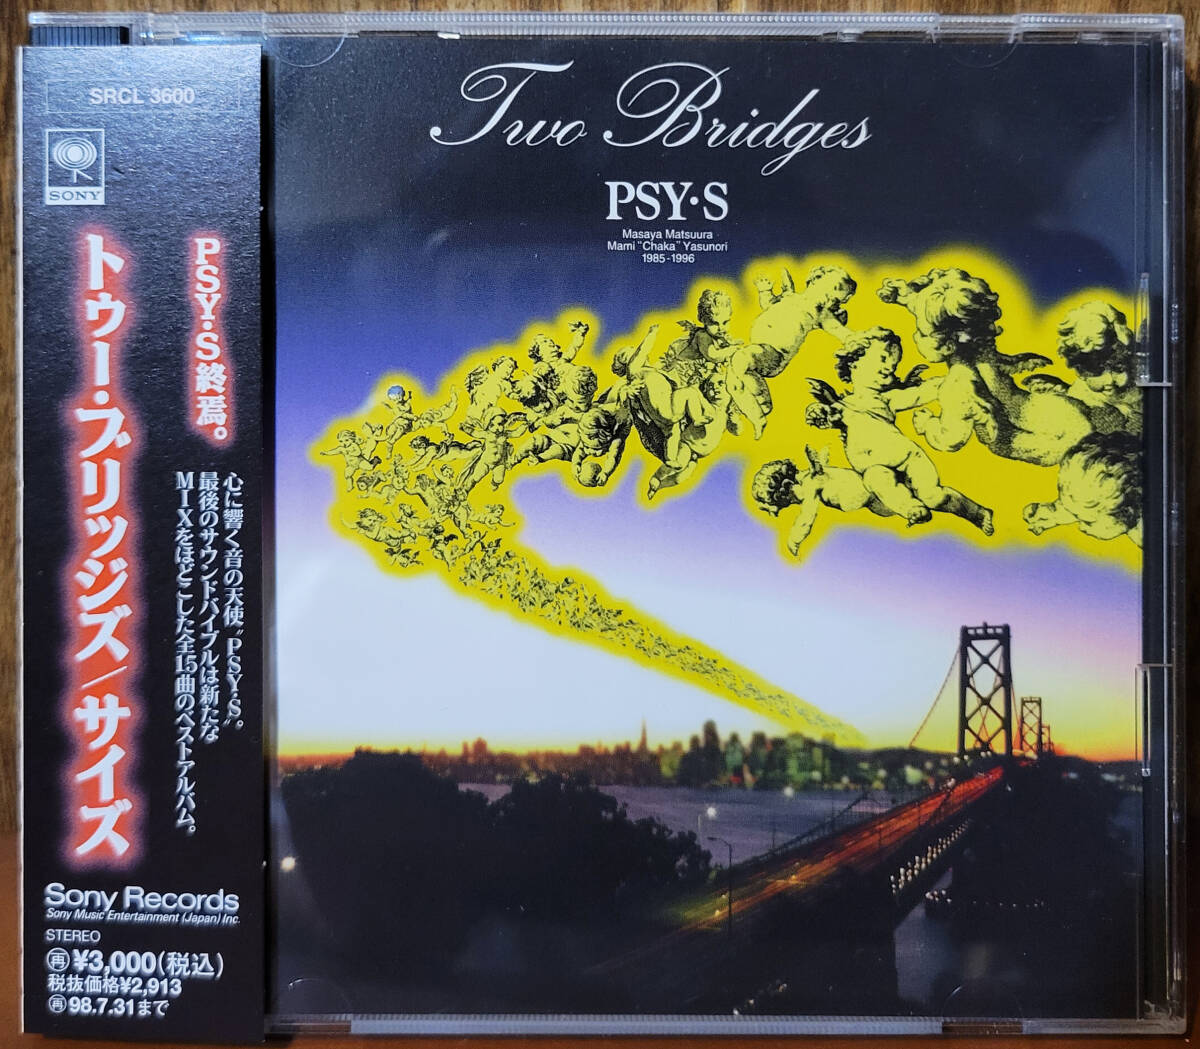 SRCL 3600
SONY
PSY・S終焉。
心に響く音の天使〝PSY・S〟。
最後のサウンドバイブルは新たな
MIXをほどこした全15曲のベストアルバム。
トゥー・ブリッジズ/サイズ
Sony Records
Sony Music Entertainment (Japan) Inc.
STEREO
再 ¥3,000(税込)
税抜価格¥2,913
再 98.7.31まで
Two Bridges
PSY・S
Masaya Matsuura
Mami "Chaka" Yasunori
1985-1996